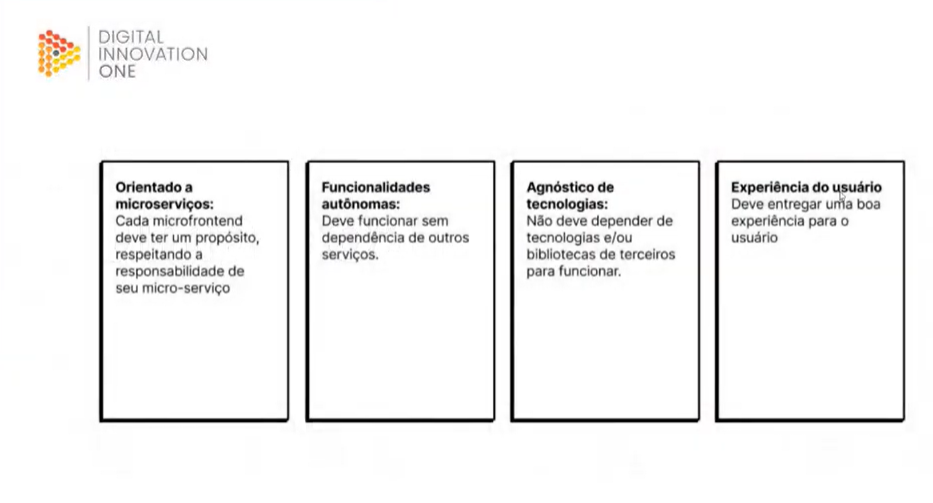 DIGITAL
INNOVATION
ONE
Orientado a
microserviços:
Cada microfrontend
deve ter um propósito,
respeitando a
responsabilidade de
seu micro-serviço
Funcionalidades
autônomas:
Deve funcionar sem
dependência de outros
serviços.
Agnóstico de
tecnologias:
Não deve depender de
tecnologias e/ou
bibliotecas de terceiros
para funcionar.
Experiência do usuário
Deve entregar uma boa
experiência para o
usuário